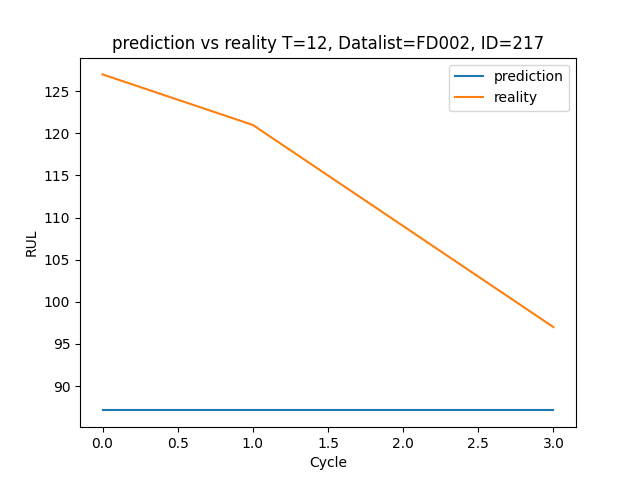 prediction vs reality T=12, Datalist=FD002, ID=217
prediction
reality
125
120
115
110
105
100
95
90
RUL
0.0 0.5 1.0 1.5 2.0 2.5 3.0
Cycle